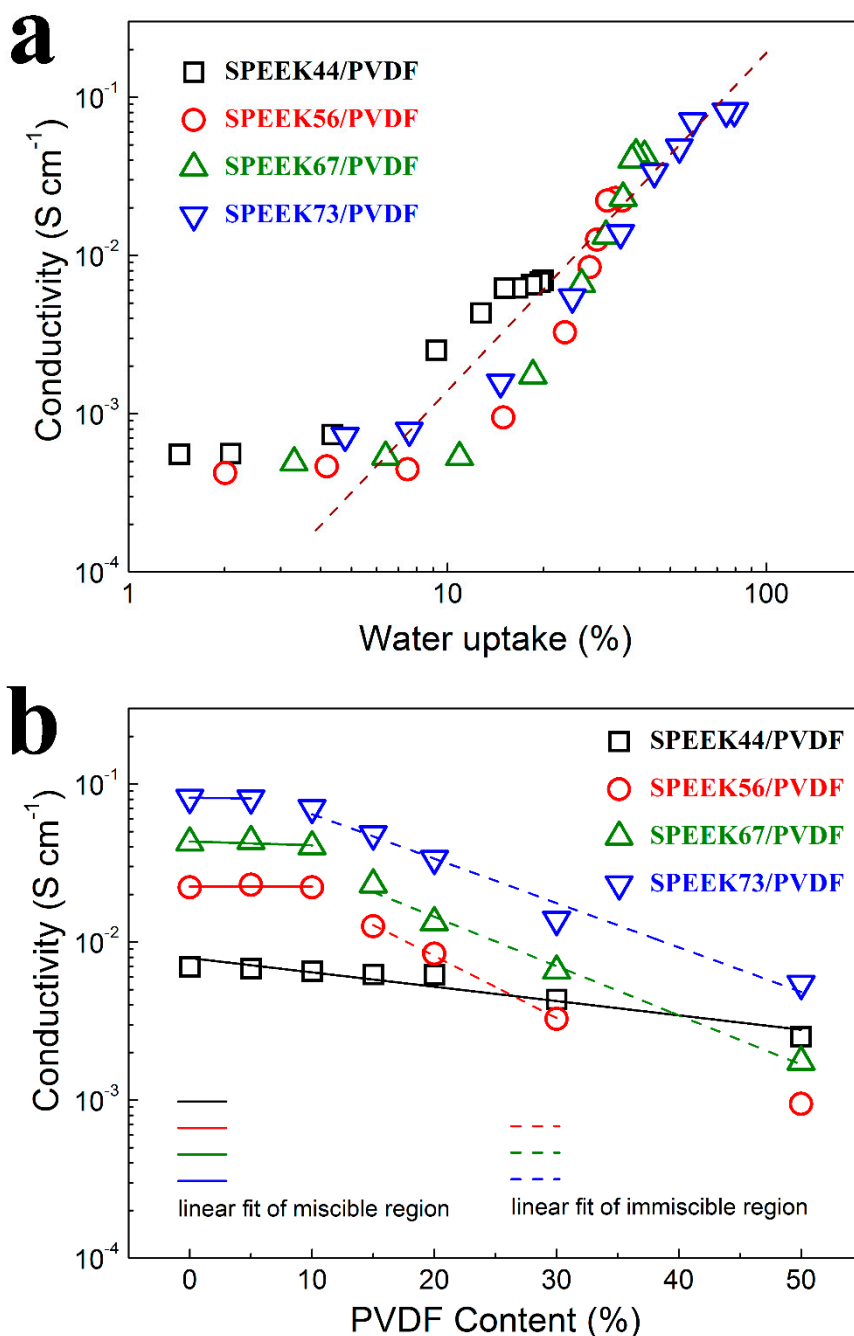 a
SPEEK44/PVDF
SPEEK56/PVDF
SPEEK67/PVDF
SPEEK73/PVDF
Conductivity (S cm⁻¹)
10⁻¹
10⁻²
10⁻³
10⁻⁴
1
10
100
Water uptake (%)
b
SPEEK44/PVDF
SPEEK56/PVDF
SPEEK67/PVDF
SPEEK73/PVDF
Conductivity (S cm⁻¹)
10⁻¹
10⁻²
10⁻³
10⁻⁴
linear fit of miscible region
linear fit of immiscible region
0
10
20
30
40
50
PVDF Content (%)